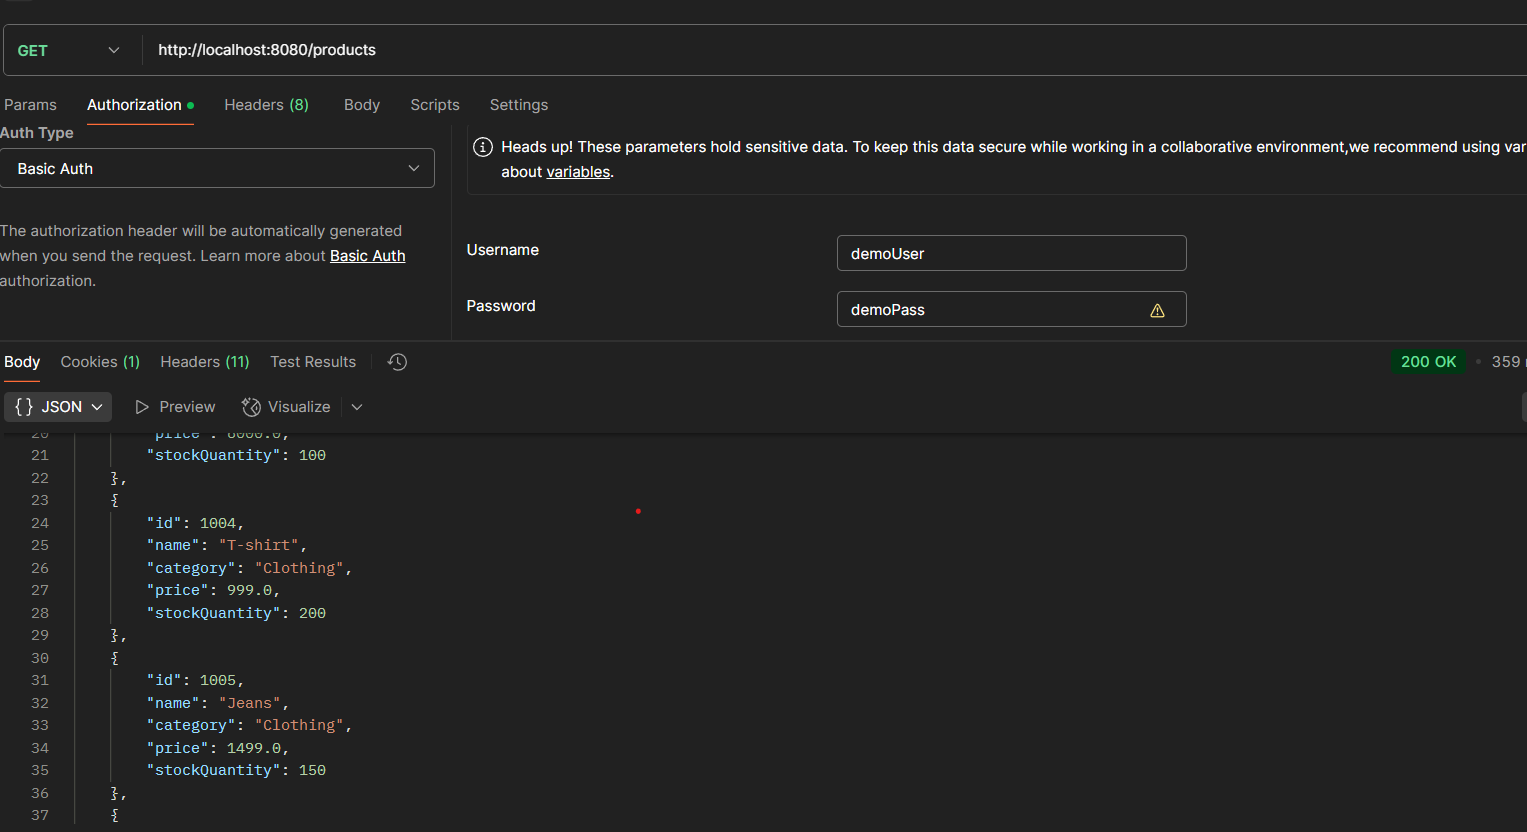 GET http://localhost:8080/products
Params Authorization Headers (8) Body Scripts Settings
Auth Type
Basic Auth
The authorization header will be automatically generated
when you send the request. Learn more about Basic Auth
authorization.
Heads up! These parameters hold sensitive data. To keep this data secure while working in a collaborative environment,we recommend using var
about variables.
Username demoUser
Password demoPass
Body Cookies (1) Headers (11) Test Results 200 OK • 359
{} JSON Preview Visualize
20 "price": 8000.0,
21 "stockQuantity": 100
22 },
23 {
24 "id": 1004,
25 "name": "T-shirt",
26 "category": "Clothing",
27 "price": 999.0,
28 "stockQuantity": 200
29 },
30 {
31 "id": 1005,
32 "name": "Jeans",
33 "category": "Clothing",
34 "price": 1499.0,
35 "stockQuantity": 150
36 },
37 {